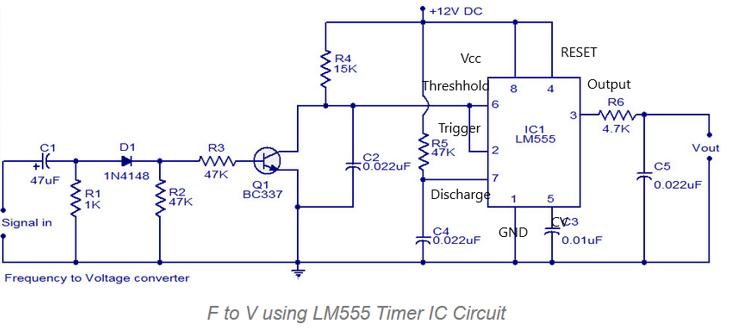 +12V DC
Vcc
RESET
R4
15K
Threshhold
8
4
Output
6
R6
3
IC1
LM555
4.7K
Trigger
C1
D1
R3
R5
47K
2
Vout
+
1N4148
47K
Q1
BC337
C2
0.022uF
7
C5
0.022uF
47uF
R1
1K
R2
47K
Discharge
1
5
Signal in
C4
0.022uF
GND
CV
C3
0.01uF
Frequency to Voltage converter
F to V using LM555 Timer IC Circuit